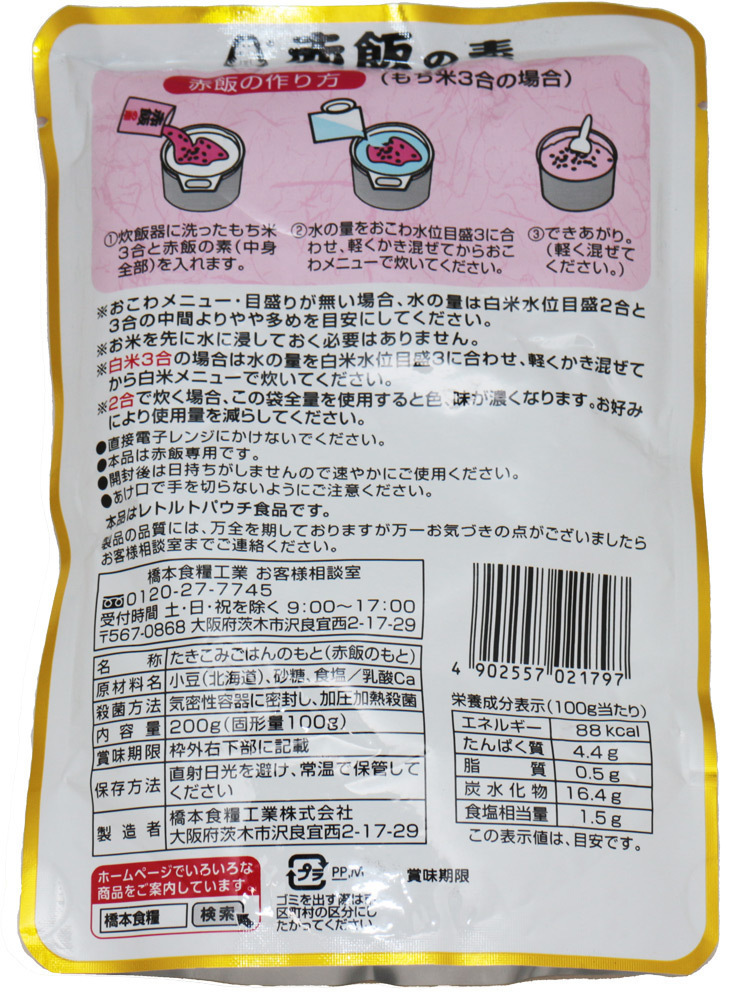 赤飯の素
赤飯の作り方
(もち米3合の場合)
赤飯
①炊飯器に洗ったもち米
3合と赤飯の素(中身
全部)を入れます。
②水の量をおこわ水位目盛3に合
わせ、軽くかき混ぜてからおこ
わメニューで炊いてください。
③できあがり。
(軽く混ぜて
ください。)
※おこわメニュー・目盛りが無い場合、水の量は白米水位目盛2合と
3合の中間よりやや多めを目安にしてください。
※お米を先に水に浸しておく必要はありません。
※白米3合の場合は水の量を白米水位目盛3に合わせ、軽くかき混ぜて
から白米メニューで炊いてください。
※2合で炊く場合、この袋全量を使用すると色、味が濃くなります。お好み
により使用量を減らしてください。
●直接電子レンジにかけないでください。
●本品は赤飯専用です。
●開封後は日持ちがしませんので速やかにご使用ください。
●あけ口で手を切らないようにご注意ください。
本品はレトルトパウチ食品です。
製品の品質には、万全を期しておりますが万一お気づきの点がございましたら
お客様相談室までご連絡ください。
橋本食糧工業 お客様相談室
0120-27-7745
受付時間 土・日・祝を除く 9:00〜17:00
〒567-0868 大阪府茨木市沢良宜西2-17-29
名称 たきこみごはんのもと(赤飯のもと)
原材料名 小豆(北海道)、砂糖、食塩/乳酸Ca
殺菌方法 気密性容器に密封し、加圧加熱殺菌
内容量 200g(固形量100g)
賞味期限 枠外右下部に記載
保存方法 直射日光を避け、常温で保管して
ください
製造者 橋本食糧工業株式会社
大阪府茨木市沢良宜西2-17-29
4 902557 021797
栄養成分表示(100g当たり)
エネルギー 88kcal
たんぱく質 4.4g
脂質 0.5g
炭水化物 16.4g
食塩相当量 1.5g
この表示値は、目安です。
ホームページでいろいろな
商品をご案内しています。
橋本食糧 検索
プラ PP,M
賞味期限
ゴミを出す際は市
区町村の区分にし
たがってください